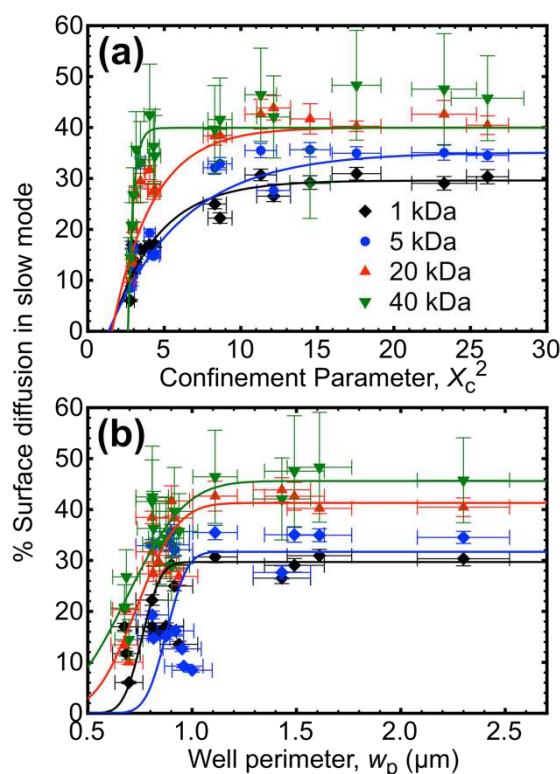 % Surface diffusion in slow mode
(a)
60
50
40
30
20
10
0
1 kDa
5 kDa
20 kDa
40 kDa
0 5 10 15 20 25 30
Confinement Parameter, Xc²
(b)
60
50
40
30
20
10
0
0.5 1.0 1.5 2.0 2.5
Well perimeter, wp (µm)